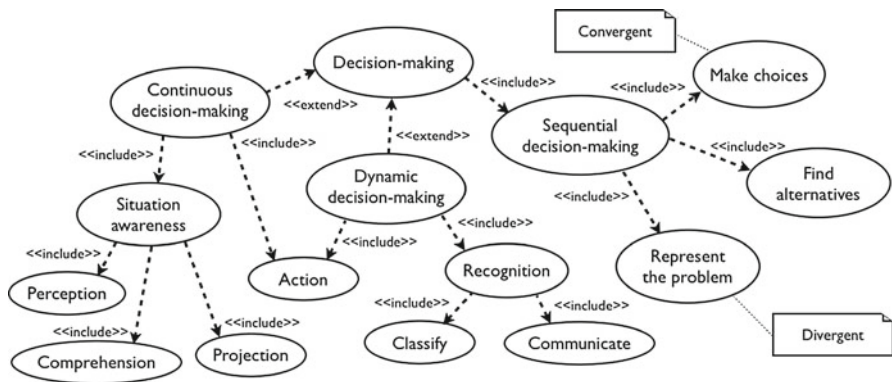 Convergent
Decision-making
Make choices
Continuous
decision-making
<<include>>
<<include>>
<<extend>>
Sequential
decision-making
<<extend>>
<<include>>
<<include>>
<<include>>
Dynamic
decision-making
Find
alternatives
Situation
awareness
<<include>>
<<include>>
<<include>>
<<include>>
<<include>>
Represent
the problem
Perception
Action
Recognition
<<include>>
<<include>>
<<include>>
<<include>>
Comprehension
Projection
Classify
Communicate
Divergent